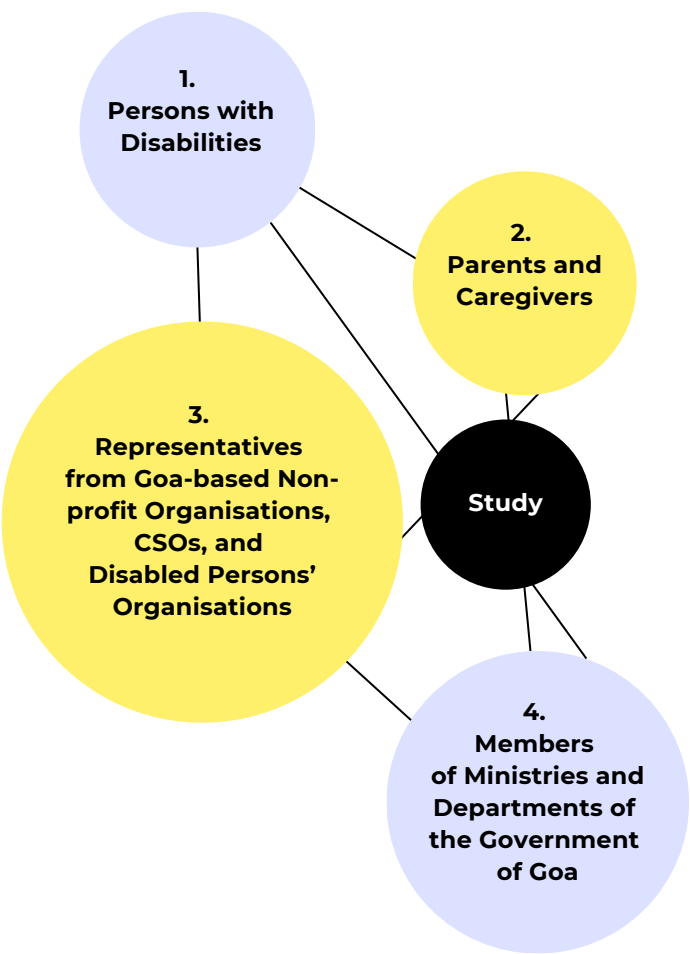 1.
Persons with
Disabilities
2.
Parents and
Caregivers
3.
Representatives
from Goa-based Non-
profit Organisations,
CSOs, and
Disabled Persons’
Organisations
Study
4.
Members
of Ministries and
Departments of
the Government
of Goa